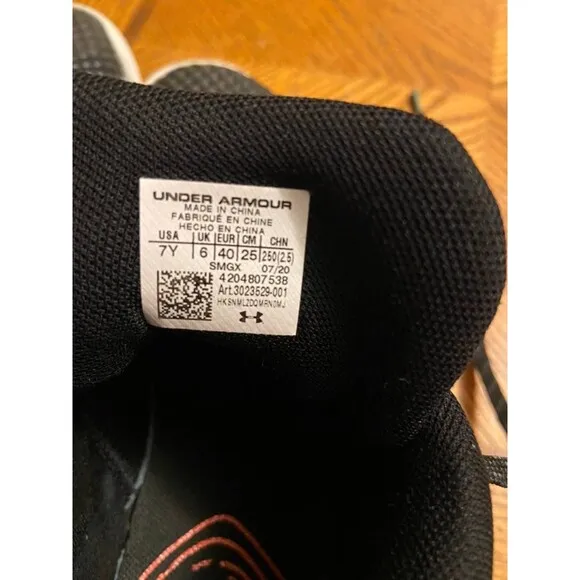 UNDER ARMOUR
MADE IN CHINA
FABRIQUÉ EN CHINE
HECHO EN CHINA
USA UK EUR CM CHN
7Y 6 40 25 250(2.5)
SMGX 07/20
4204807538
Art.3023529-001